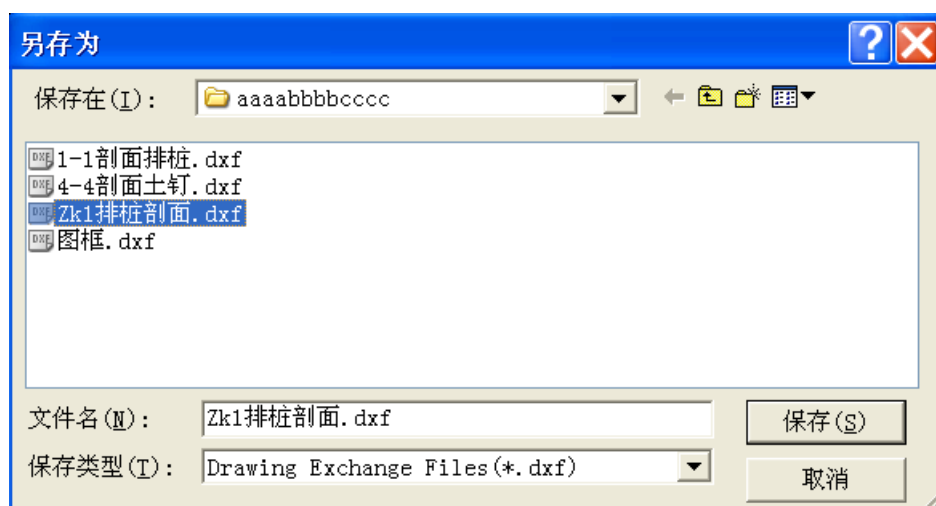 另存为
保存在(I): aaaabbbbcccc
1-1剖面排桩.dxf
4-4剖面土钉.dxf
Zk1排桩剖面.dxf
图框.dxf
文件名(N): Zk1排桩剖面.dxf 保存(S)
保存类型(T): Drawing Exchange Files(*.dxf) 取消